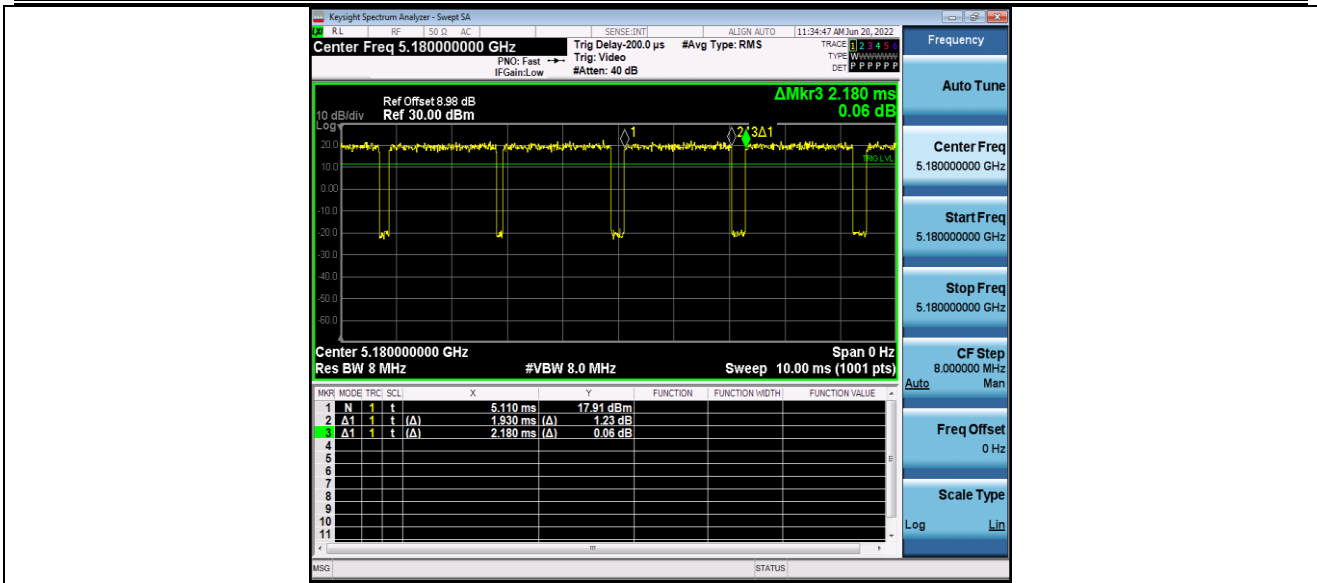 Keysight Spectrum Analyzer - Swept SA
RL RF 50 Ω AC SENSE:INT ALIGN AUTO 11:34:47 AM Jun 20, 2022
Center Freq 5.180000000 GHz
PNO: Fast
IFGain:Low
Trig Delay-200.0 µs
Trig: Video
#Atten: 40 dB
#Avg Type: RMS
TRACE 1 2 3 4 5 6
TYPE W
DET P P P P P P
ΔMkr3 2.180 ms
0.06 dB
Ref Offset 8.98 dB
10 dB/div Ref 30.00 dBm
Log
1 3Δ1
20.0
TRIG LVL
10.0
0.00
-10.0
-20.0
-30.0
-40.0
-50.0
-60.0
Center 5.180000000 GHz Span 0 Hz
Res BW 8 MHz #VBW 8.0 MHz Sweep 10.00 ms (1001 pts)
MKR MODE TRC SCL X Y FUNCTION FUNCTION WIDTH FUNCTION VALUE
1 N 1 t 5.110 ms 17.91 dBm
2 Δ1 1 t (Δ) 1.930 ms (Δ) 1.23 dB
3 Δ1 1 t (Δ) 2.180 ms (Δ) 0.06 dB
4
5
6
7
8
9
10
11
MSG STATUS
Frequency
Auto Tune
Center Freq
5.180000000 GHz
Start Freq
5.180000000 GHz
Stop Freq
5.180000000 GHz
CF Step
8.000000 MHz
Auto Man
Freq Offset
0 Hz
Scale Type
Log Lin